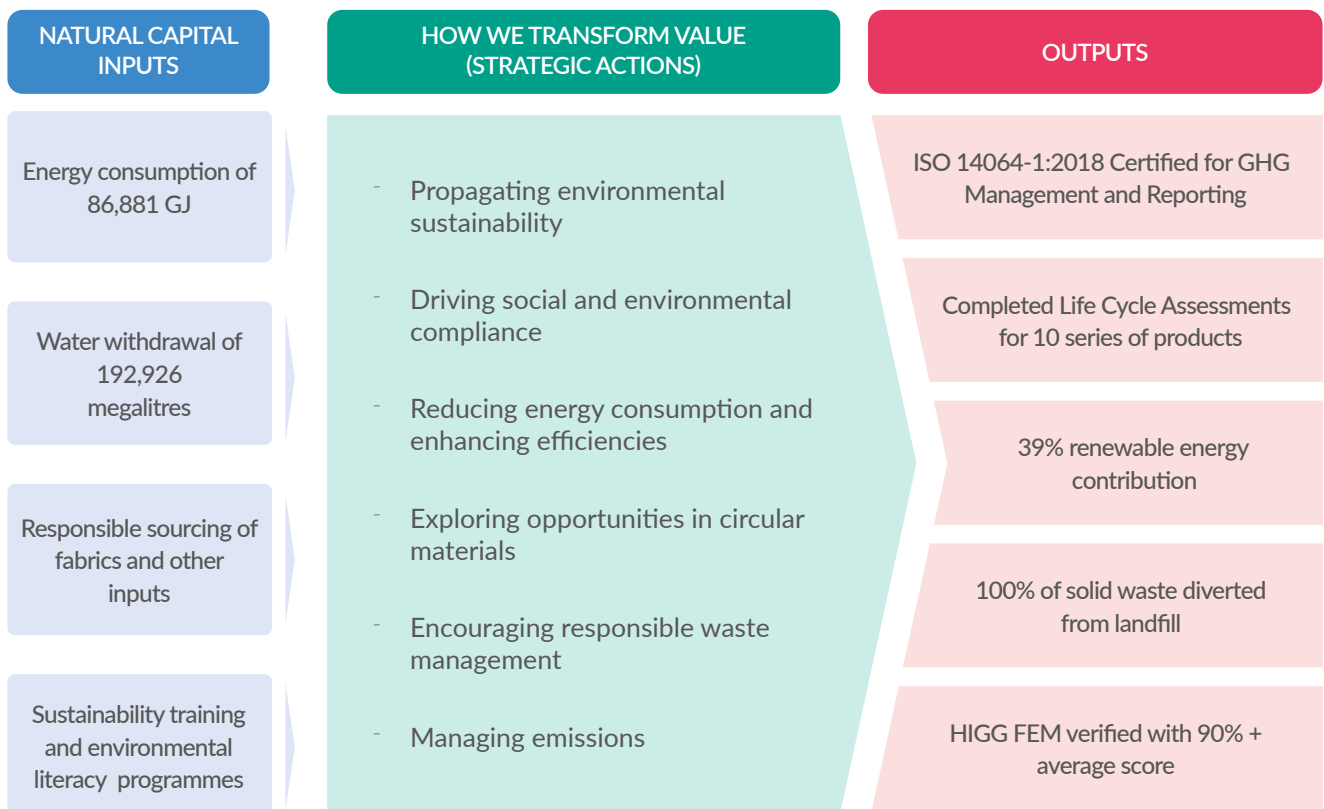 NATURAL CAPITAL
INPUTS
Energy consumption of
86,881 GJ
Water withdrawal of
192,926
megalitres
Responsible sourcing of
fabrics and other
inputs
Sustainability training
and environmental
literacy programmes
HOW WE TRANSFORM VALUE
(STRATEGIC ACTIONS)
- Propagating environmental
sustainability
- Driving social and environmental
compliance
- Reducing energy consumption and
enhancing efficiencies
- Exploring opportunities in circular
materials
- Encouraging responsible waste
management
- Managing emissions
OUTPUTS
ISO 14064-1:2018 Certified for GHG
Management and Reporting
Completed Life Cycle Assessments
for 10 series of products
39% renewable energy
contribution
100% of solid waste diverted
from landfill
HIGG FEM verified with 90% +
average score